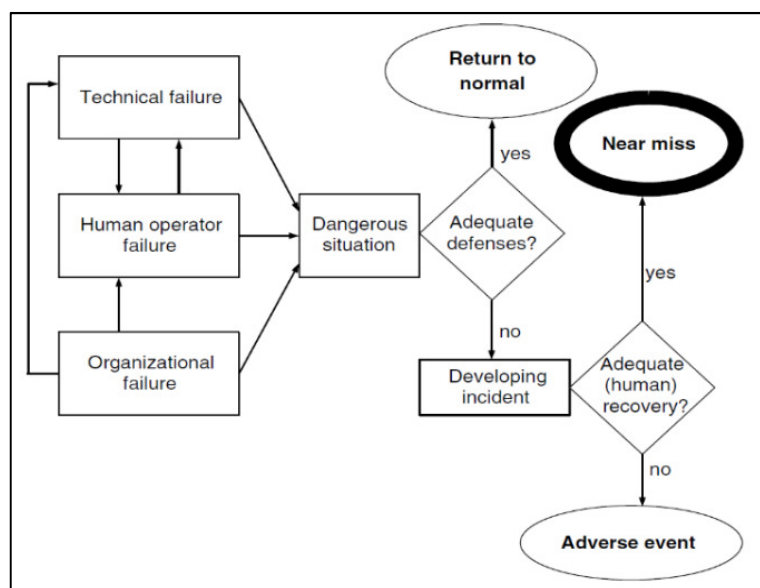 Return to
normal
Technical failure
Near miss
yes
Human operator
failure
Dangerous
situation
Adequate
defenses?
yes
no
Organizational
failure
Developing
incident
Adequate
(human)
recovery?
no
Adverse event